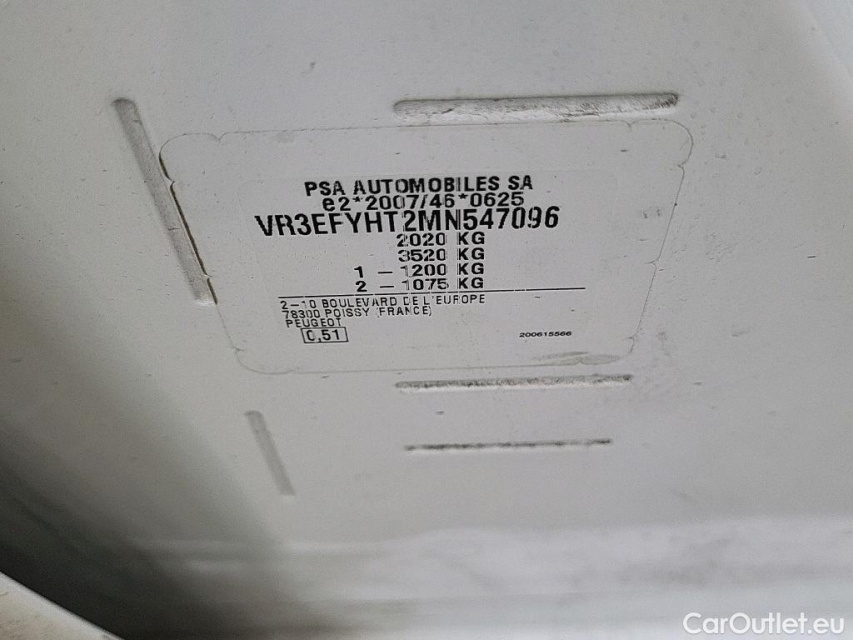 PSA AUTOMOBILES SA
e2*2007/46*0625
VR3EFYHT2MN547096
2020 KG
3520 KG
1 - 1200 KG
2 - 1075 KG
2-10 BOULEVARD DE L'EUROPE
78300 POISSY (FRANCE)
PEUGEOT
0,51
200615566
CarOutlet.eu